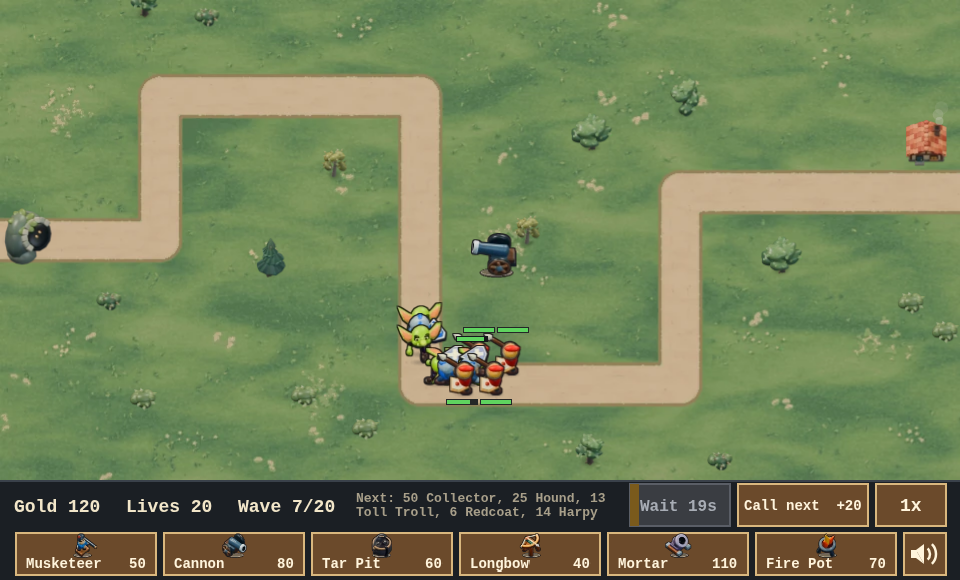 Gold 120 Lives 20 Wave 7/20
Next: 50 Collector, 25 Hound, 13
Toll Troll, 6 Redcoat, 14 Harpy
Wait 19s
Call next +20
1x
Musketeer 50
Cannon 80
Tar Pit 60
Longbow 40
Mortar 110
Fire Pot 70